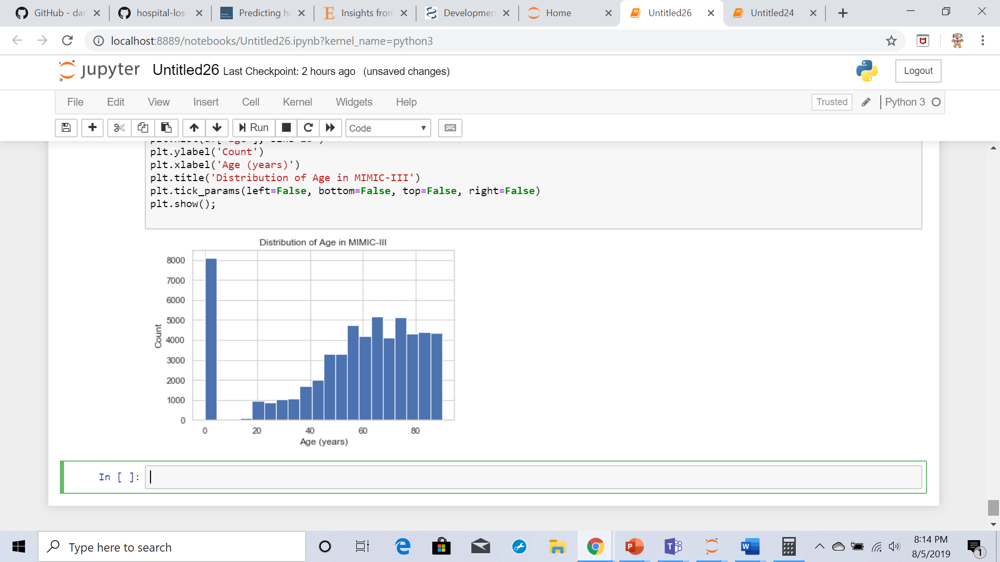 GitHub - dar
hospital-los-
Predicting ho
Insights from
Developmen
Home
Untitled26
Untitled24
localhost:8889/notebooks/Untitled26.ipynb?kernel_name=python3
jupyter Untitled26 Last Checkpoint: 2 hours ago (unsaved changes)
Logout
File Edit View Insert Cell Kernel Widgets Help
Trusted
Python 3
Run
Code
plt.ylabel('Count')
plt.xlabel('Age (years)')
plt.title('Distribution of Age in MIMIC-III')
plt.tick_params(left=False, bottom=False, top=False, right=False)
plt.show();
Distribution of Age in MIMIC-III
8000
7000
6000
5000
4000
3000
2000
1000
0
Count
0 20 40 60 80
Age (years)
In [ ]:
Type here to search
8:14 PM
8/5/2019
1